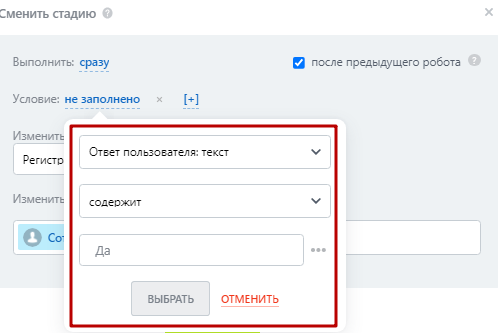 Сменить стадию ?
Выполнить: сразу
после предыдущего робота ?
Условие: не заполнено × [+]
Изменить
Регистр
Ответ пользователя: текст
содержит
Изменить
Сот
Да
ВЫБРАТЬ ОТМЕНИТЬ